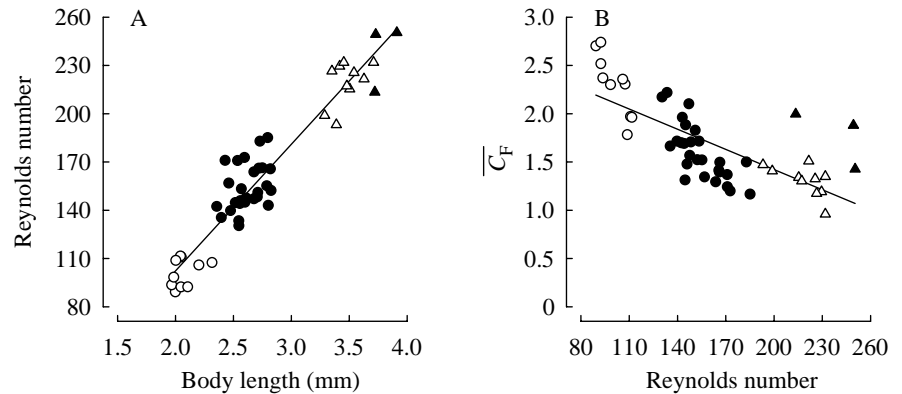 A
Reynolds number
260
230
200
170
140
110
80
1.5 2.0 2.5 3.0 3.5 4.0
Body length (mm)
B
C̅F
3.0
2.5
2.0
1.5
1.0
0.5
0
80 110 140 170 200 230 260
Reynolds number